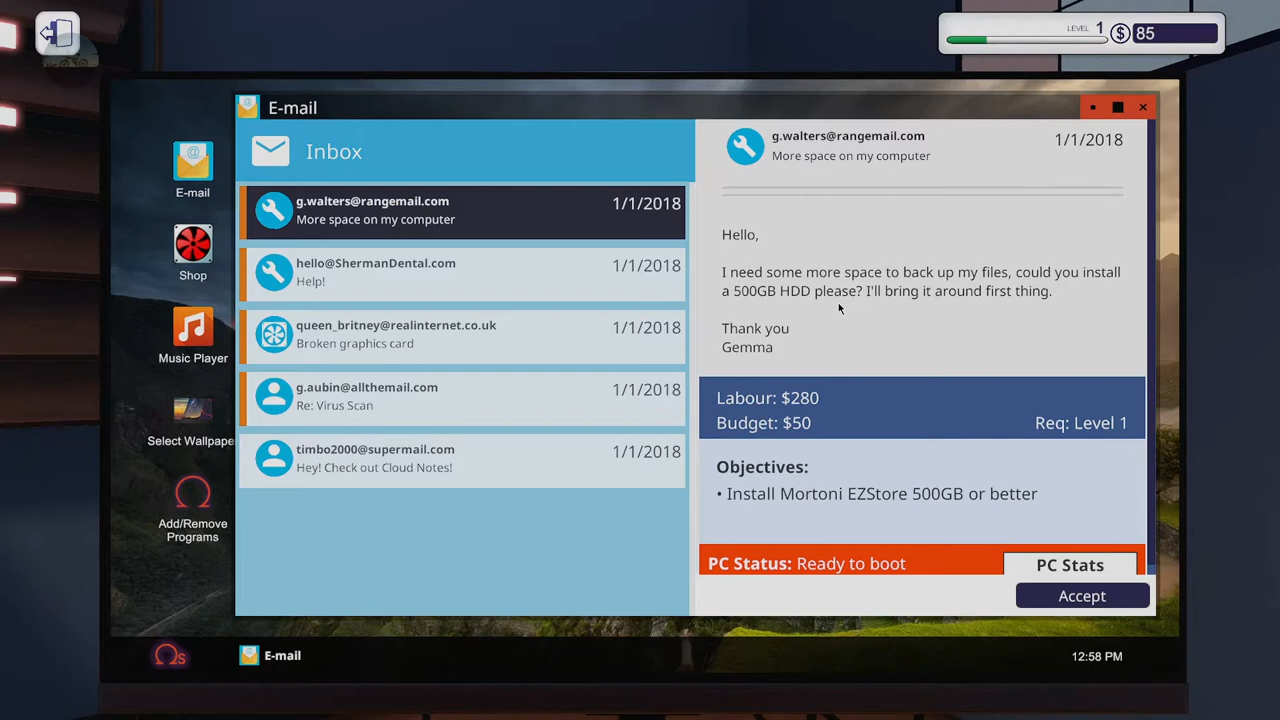 LEVEL 1 $ 85
E-mail
Inbox
g.walters@rangemail.com 1/1/2018
More space on my computer
hello@ShermanDental.com 1/1/2018
Help!
queen_britney@realinternet.co.uk 1/1/2018
Broken graphics card
g.aubin@allthemail.com 1/1/2018
Re: Virus Scan
timbo2000@supermail.com 1/1/2018
Hey! Check out Cloud Notes!
E-mail
Shop
Music Player
Select Wallpape
Add/Remove
Programs
g.walters@rangemail.com 1/1/2018
More space on my computer
Hello,
I need some more space to back up my files, could you install
a 500GB HDD please? I'll bring it around first thing.
Thank you
Gemma
Labour: $280
Budget: $50 Req: Level 1
Objectives:
• Install Mortoni EZStore 500GB or better
PC Status: Ready to boot PC Stats
Accept
Ωs E-mail 12:58 PM